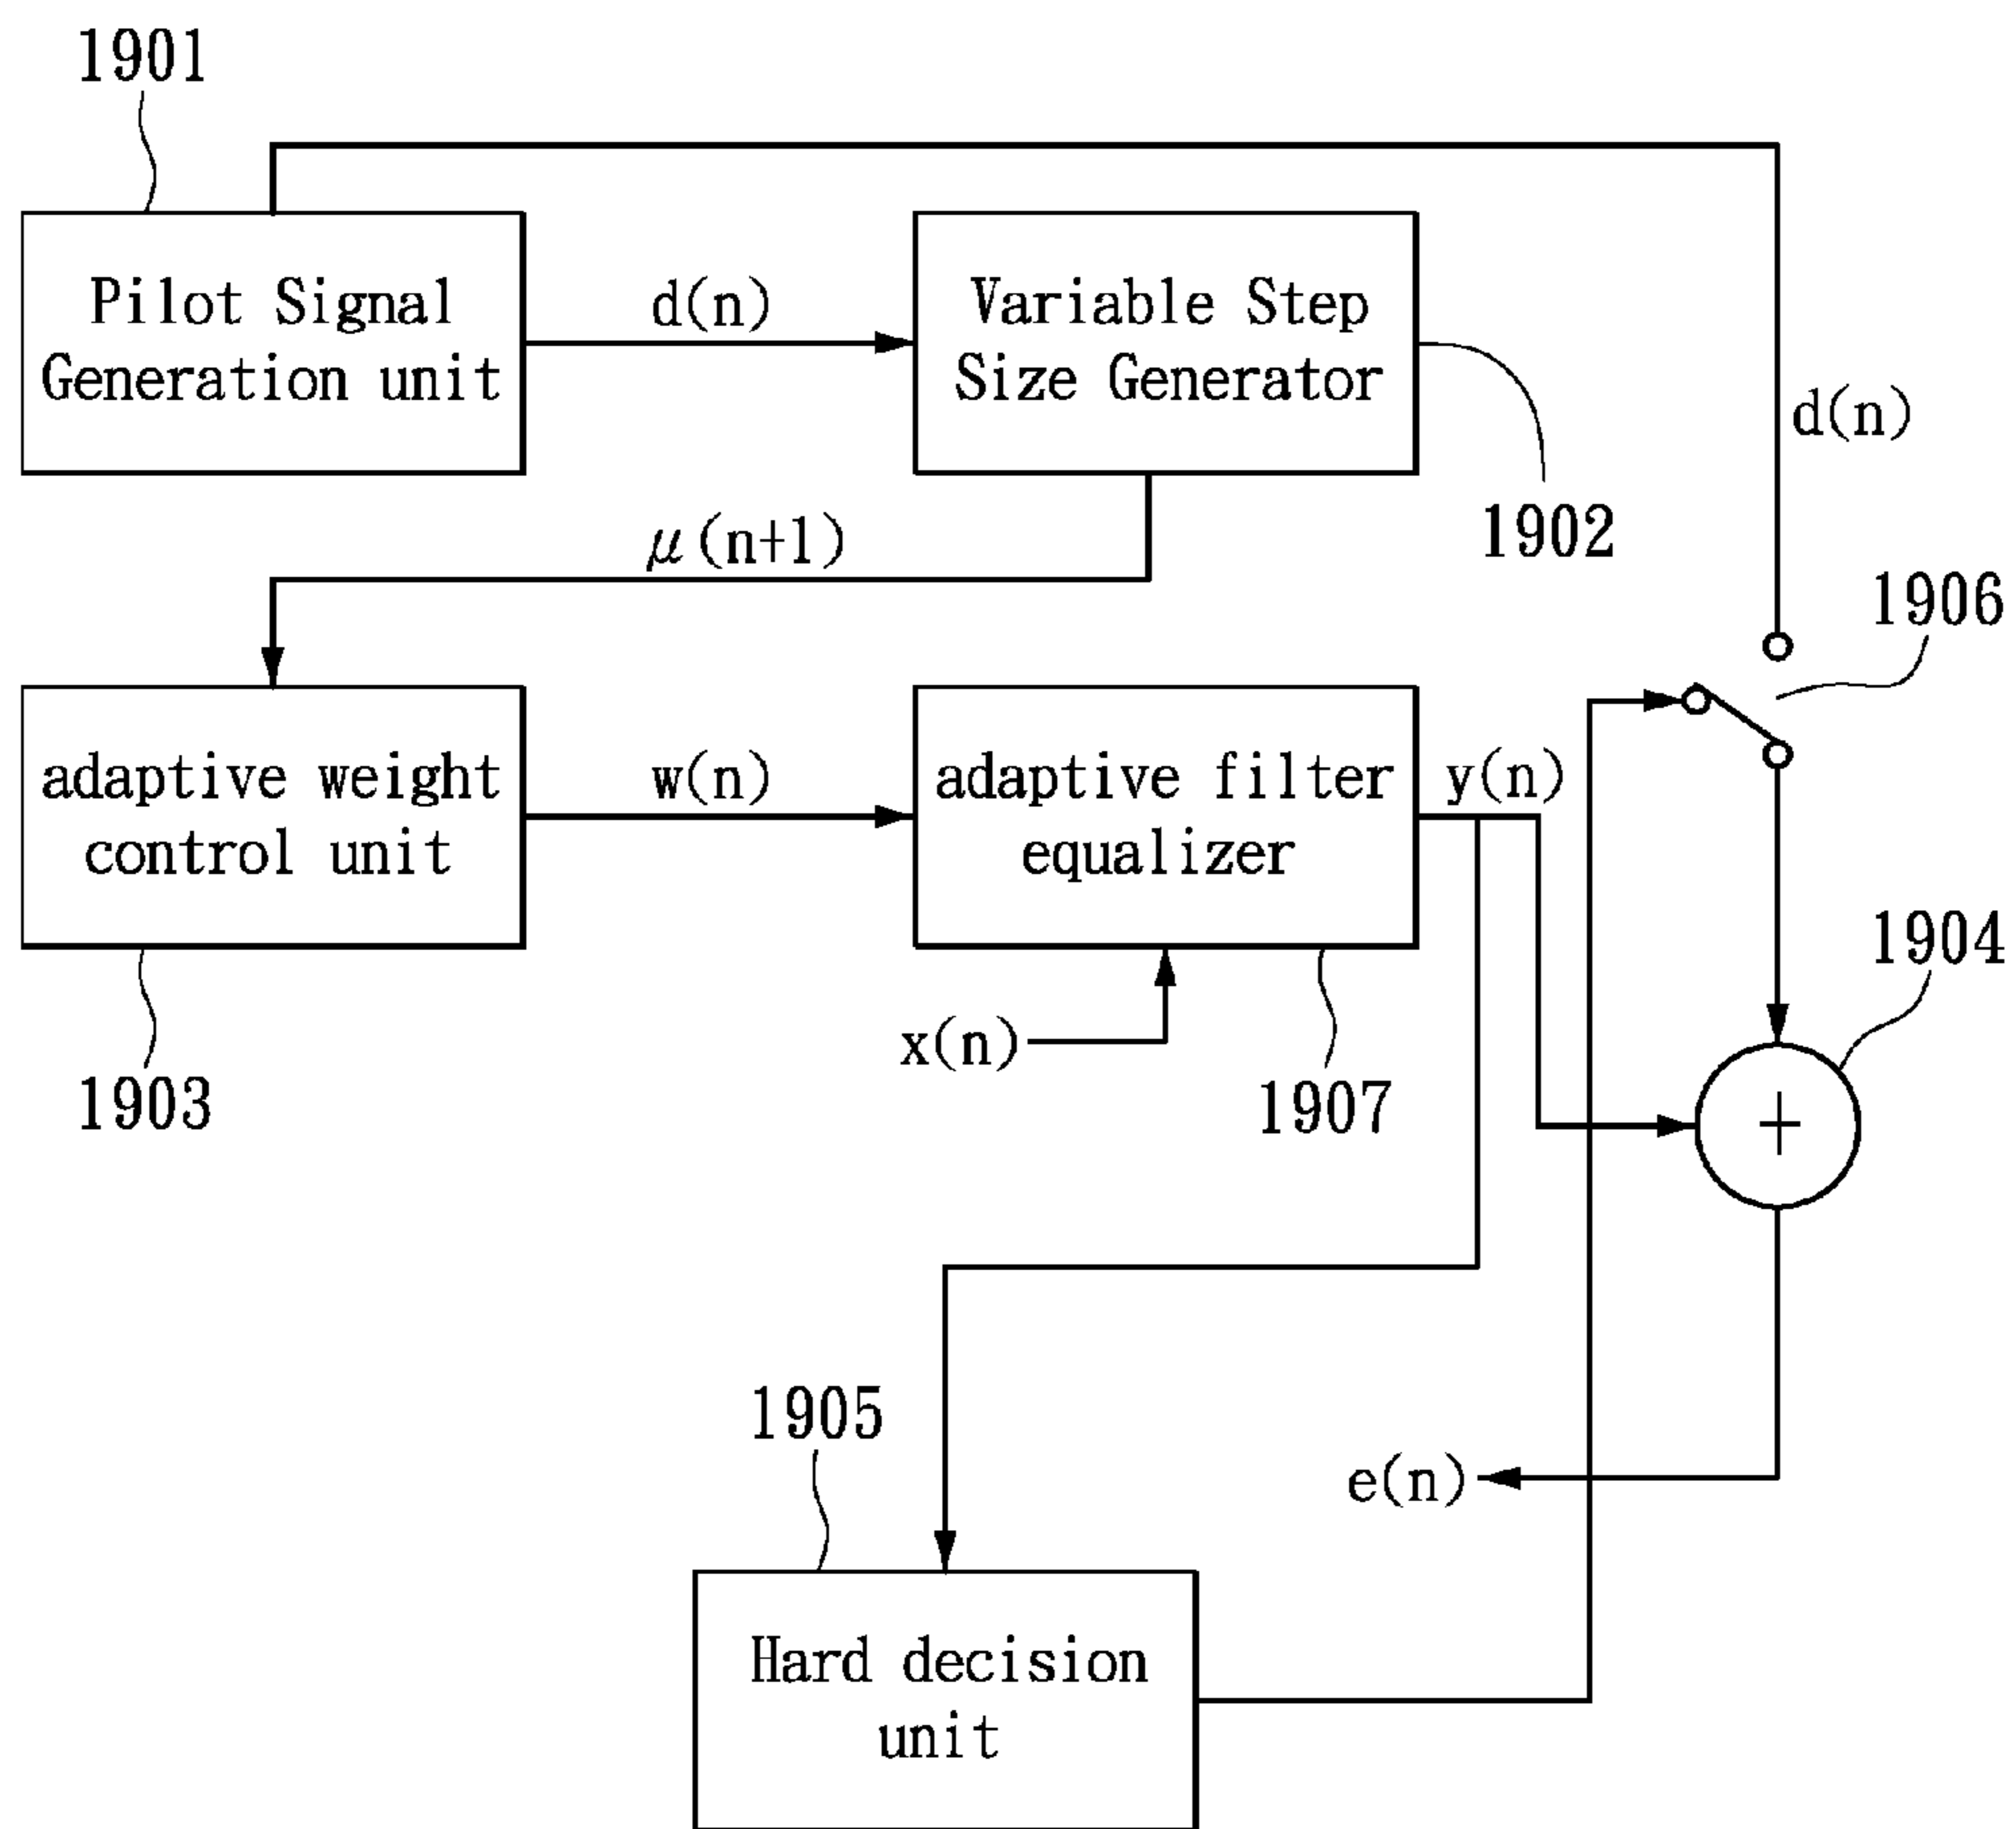 1901
Pilot Signal
Generation unit
d(n)
Variable Step
Size Generator
d(n)
1902
μ(n+1)
1906
adaptive weight
control unit
w(n)
adaptive filter
equalizer
y(n)
1904
x(n)
1903
1907
+
1905
e(n)
Hard decision
unit